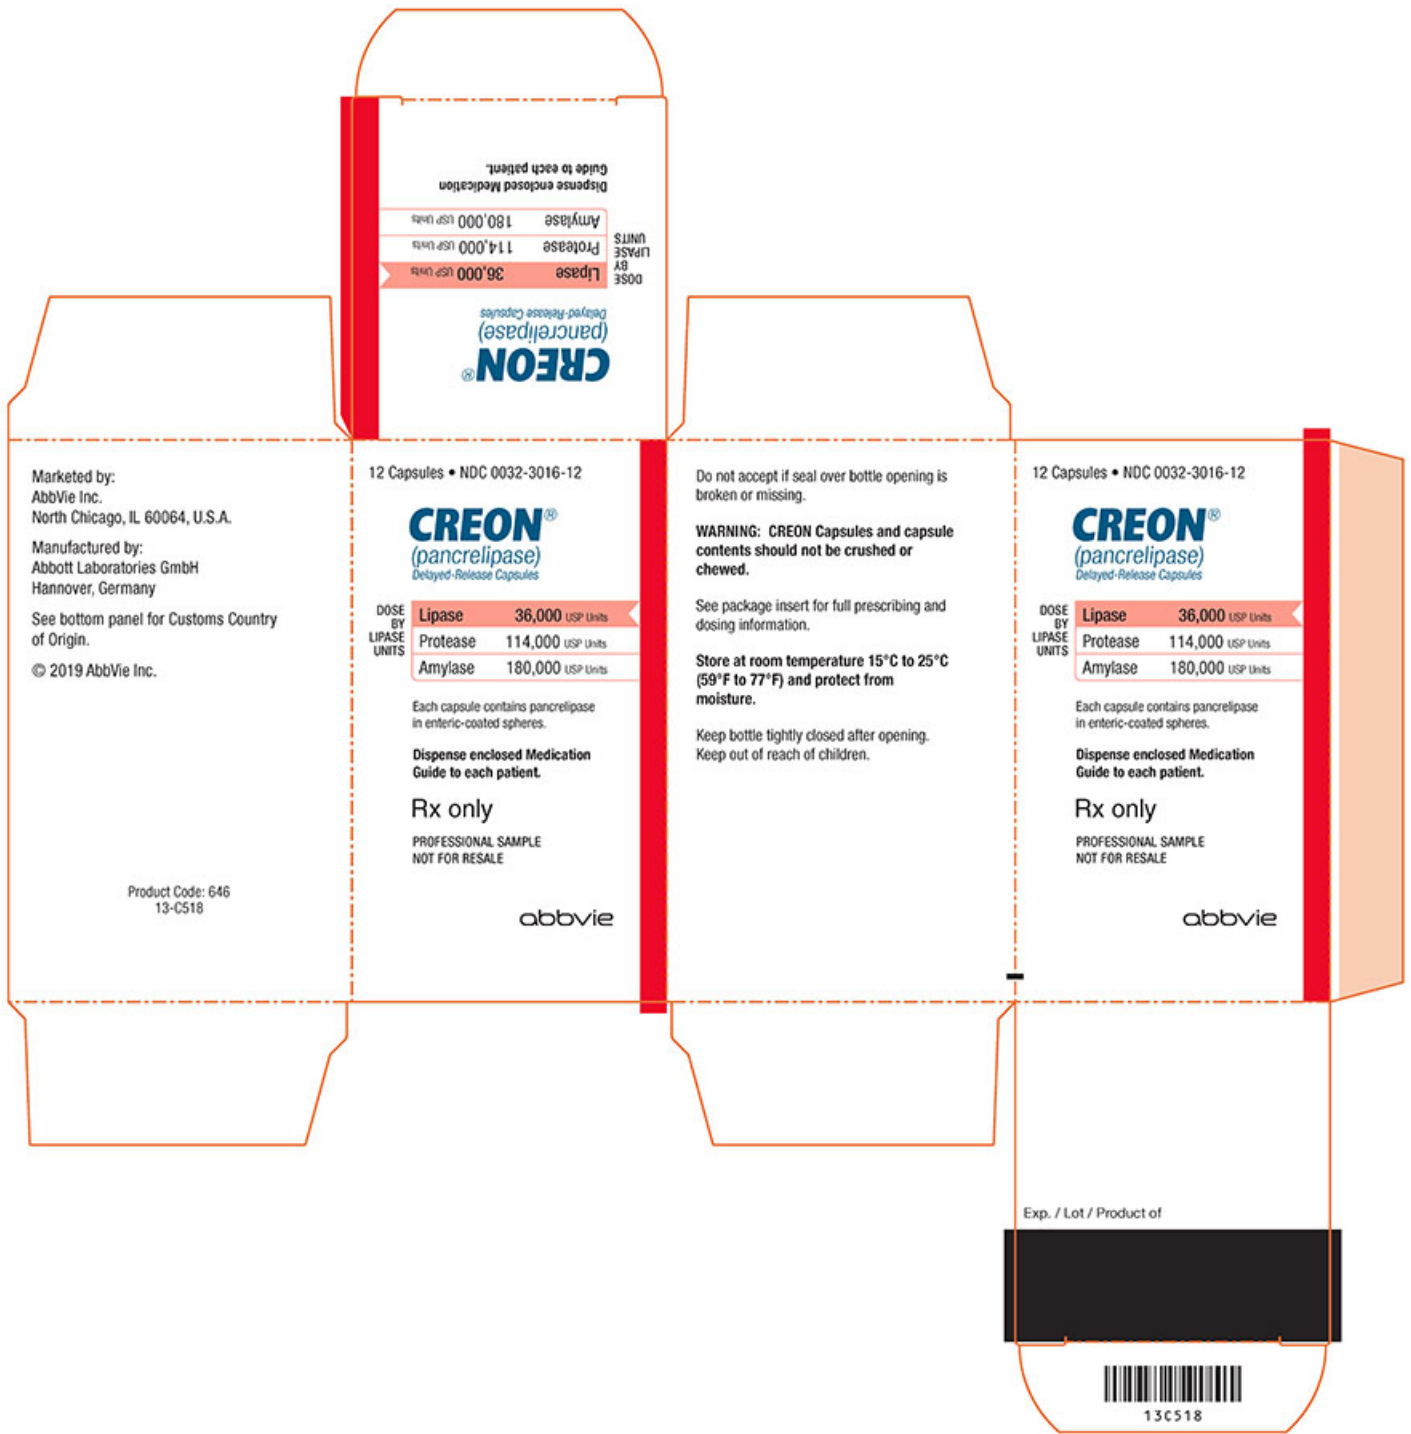 CREON®
(pancrelipase)
Delayed-Release Capsules
DOSE
BY
LIPASE
UNITS
Lipase 36,000 USP Units
Protease 114,000 USP Units
Amylase 180,000 USP Units
Dispense enclosed Medication
Guide to each patient.
Marketed by:
AbbVie Inc.
North Chicago, IL 60064, U.S.A.
Manufactured by:
Abbott Laboratories GmbH
Hannover, Germany
See bottom panel for Customs Country
of Origin.
© 2019 AbbVie Inc.
Product Code: 646
13-C518
12 Capsules • NDC 0032-3016-12
CREON®
(pancrelipase)
Delayed-Release Capsules
DOSE
BY
LIPASE
UNITS
Lipase 36,000 USP Units
Protease 114,000 USP Units
Amylase 180,000 USP Units
Each capsule contains pancrelipase
in enteric-coated spheres.
Dispense enclosed Medication
Guide to each patient.
Rx only
PROFESSIONAL SAMPLE
NOT FOR RESALE
abbvie
Do not accept if seal over bottle opening is
broken or missing.
WARNING: CREON Capsules and capsule
contents should not be crushed or
chewed.
See package insert for full prescribing and
dosing information.
Store at room temperature 15°C to 25°C
(59°F to 77°F) and protect from
moisture.
Keep bottle tightly closed after opening.
Keep out of reach of children.
12 Capsules • NDC 0032-3016-12
CREON®
(pancrelipase)
Delayed-Release Capsules
DOSE
BY
LIPASE
UNITS
Lipase 36,000 USP Units
Protease 114,000 USP Units
Amylase 180,000 USP Units
Each capsule contains pancrelipase
in enteric-coated spheres.
Dispense enclosed Medication
Guide to each patient.
Rx only
PROFESSIONAL SAMPLE
NOT FOR RESALE
abbvie
Exp. / Lot / Product of
13C518